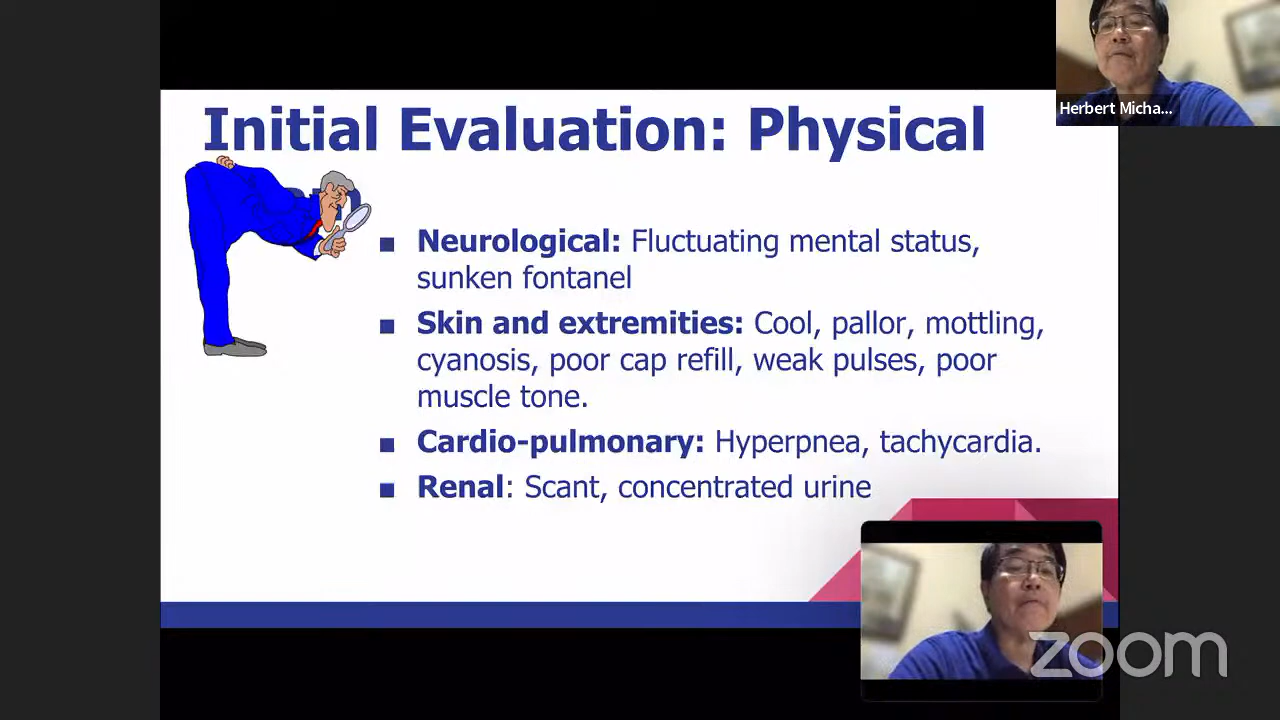 Herbert Micha...
Initial Evaluation: Physical
■ Neurological: Fluctuating mental status,
sunken fontanel
■ Skin and extremities: Cool, pallor, mottling,
cyanosis, poor cap refill, weak pulses, poor
muscle tone.
■ Cardio-pulmonary: Hyperpnea, tachycardia.
■ Renal: Scant, concentrated urine
zoom